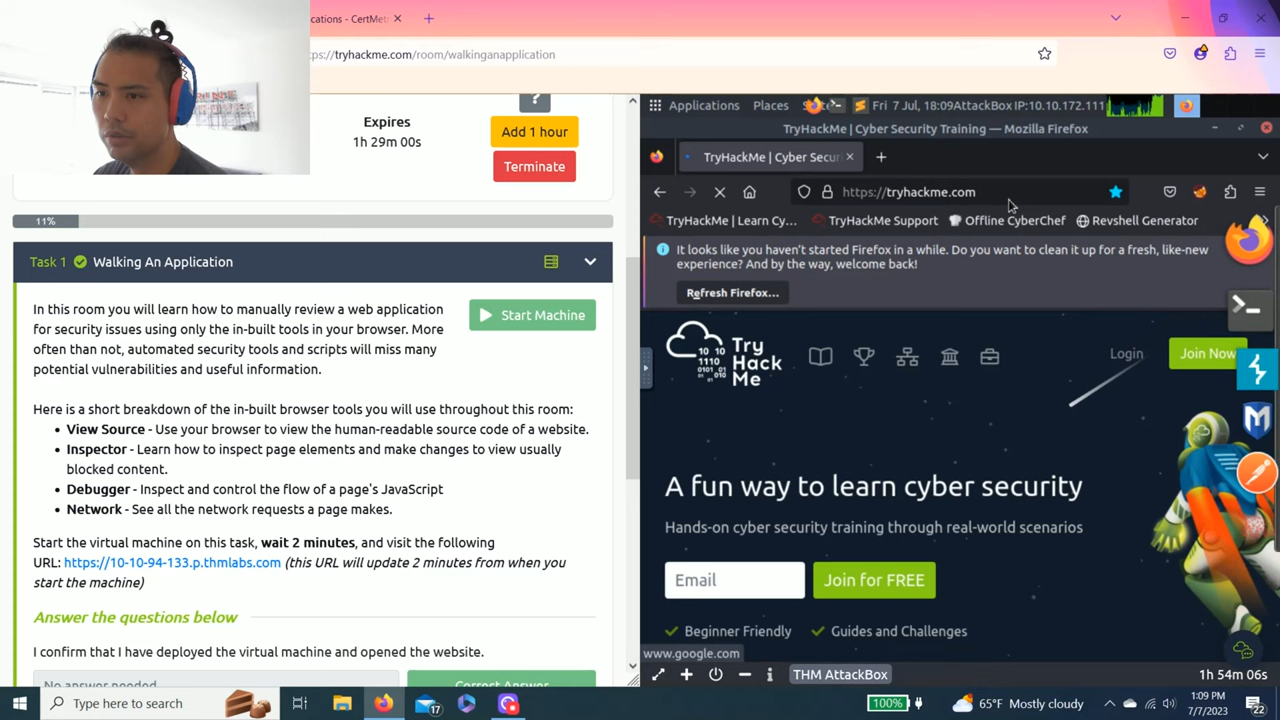 cations - CertMetr
ps://tryhackme.com/room/walkinganapplication
?
Expires
1h 29m 00s
Add 1 hour
Terminate
11%
Task 1 Walking An Application
In this room you will learn how to manually review a web application
for security issues using only the in-built tools in your browser. More
often than not, automated security tools and scripts will miss many
potential vulnerabilities and useful information.
Start Machine
Here is a short breakdown of the in-built browser tools you will use throughout this room:
View Source - Use your browser to view the human-readable source code of a website.
Inspector - Learn how to inspect page elements and make changes to view usually
blocked content.
Debugger - Inspect and control the flow of a page's JavaScript
Network - See all the network requests a page makes.
Start the virtual machine on this task, wait 2 minutes, and visit the following
URL: https://10-10-94-133.p.thmlabs.com (this URL will update 2 minutes from when you
start the machine)
Answer the questions below
I confirm that I have deployed the virtual machine and opened the website.
No answer needed
Correct Answer
Applications Places Fri 7 Jul, 18:09 AttackBox IP:10.10.172.111
TryHackMe | Cyber Security Training — Mozilla Firefox
TryHackMe | Cyber Secur
https://tryhackme.com
TryHackMe | Learn Cy... TryHackMe Support Offline CyberChef Revshell Generator
It looks like you haven't started Firefox in a while. Do you want to clean it up for a fresh, like-new
experience? And by the way, welcome back!
Refresh Firefox...
Try
Hack
Me
Login
Join Now
A fun way to learn cyber security
Hands-on cyber security training through real-world scenarios
Email
Join for FREE
Beginner Friendly Guides and Challenges
www.google.com
THM AttackBox
1h 54m 06s
Type here to search
17
100%
65°F Mostly cloudy
1:09 PM
7/7/2023
22